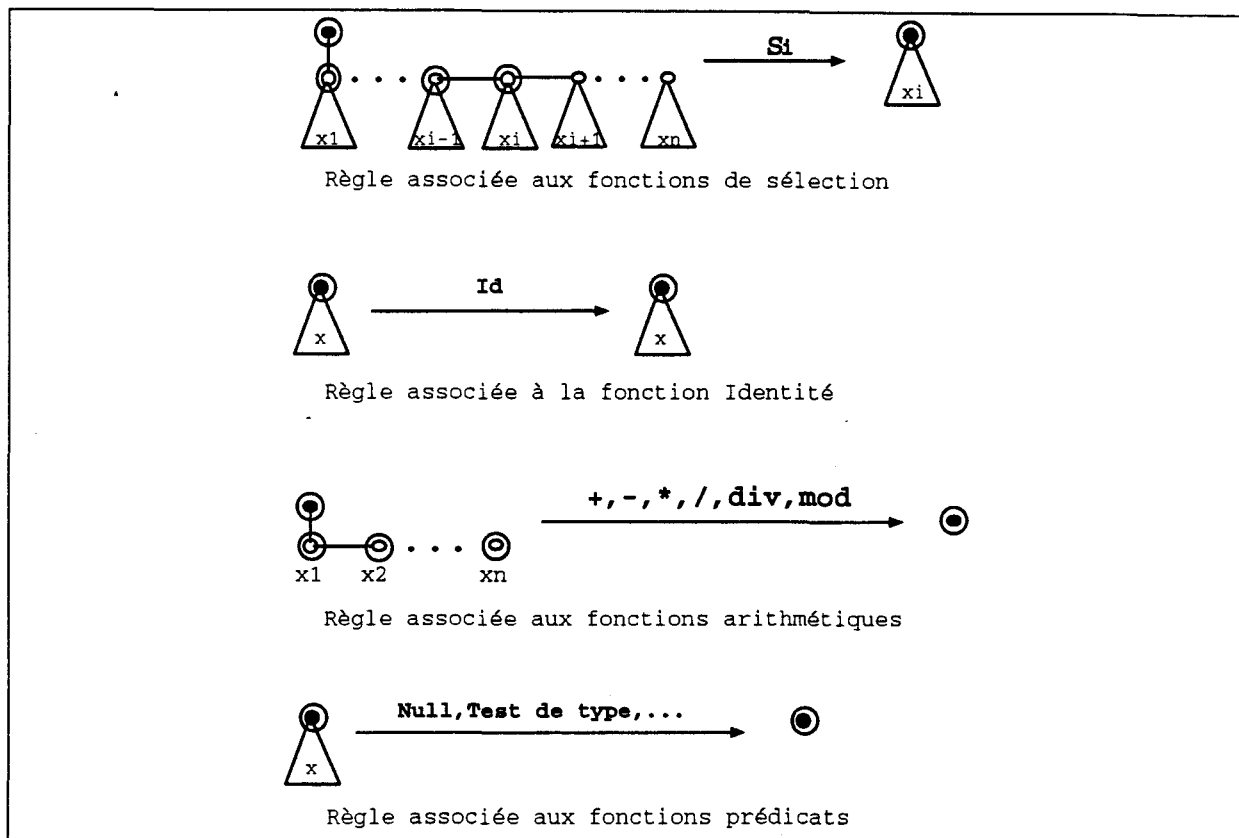 Si
xi
x1 xi-1 xi xi+1 xn
Règle associée aux fonctions de sélection
Id
x x
Règle associée à la fonction Identité
+,-,*,/,div,mod
x1 x2 xn
Règle associée aux fonctions arithmétiques
Null,Test de type,...
x
Règle associée aux fonctions prédicats